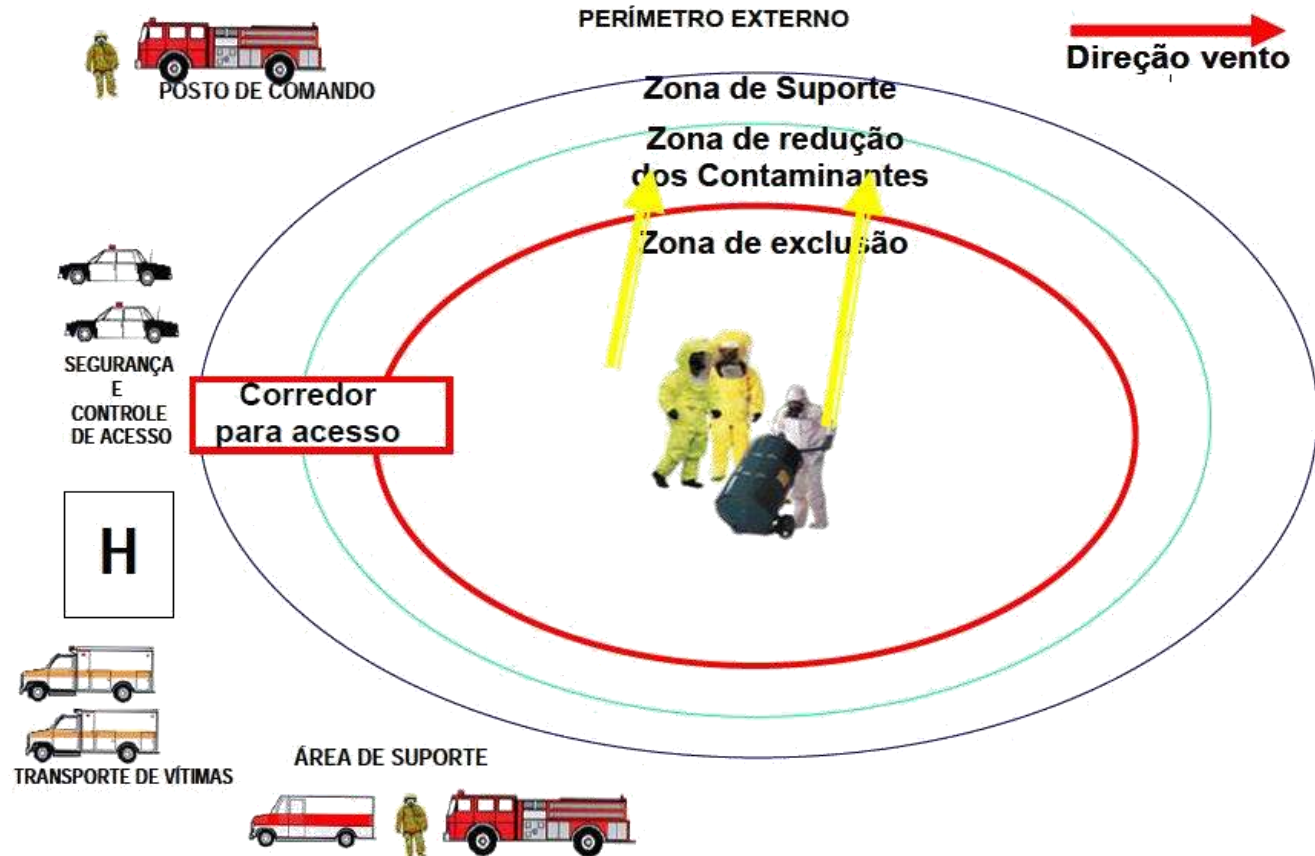 PERÍMETRO EXTERNO
Direção vento
POSTO DE COMANDO
Zona de Suporte
Zona de redução
dos Contaminantes
Zona de exclusão
SEGURANÇA
E
CONTROLE
DE ACESSO
Corredor
para acesso
H
TRANSPORTE DE VÍTIMAS
ÁREA DE SUPORTE